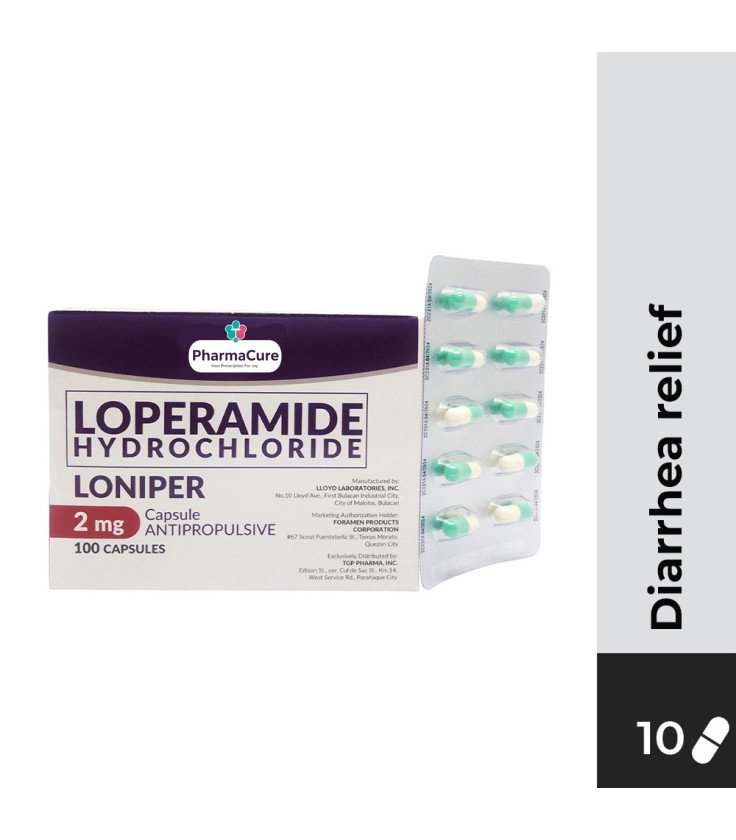 PharmaCure
Your Prescription For Joy
LOPERAMIDE
HYDROCHLORIDE
LONIPER
2 mg
Capsule
ANTIPROPULSIVE
100 CAPSULES
Manufactured by:
LLOYD LABORATORIES, INC.
No.10 Lloyd Ave., First Bulacan Industrial City,
City of Malolos, Bulacan
Marketing Authorization Holder:
FORAMEN PRODUCTS
CORPORATION
#67 Scout Fuentebella St., Tomas Morato,
Quezon City
Exclusively Distributed by:
TGP PHARMA, INC.
Edison St., cor. Cul de Sac St., Km.14,
West Service Rd., Parañaque City
Diarrhea relief
10